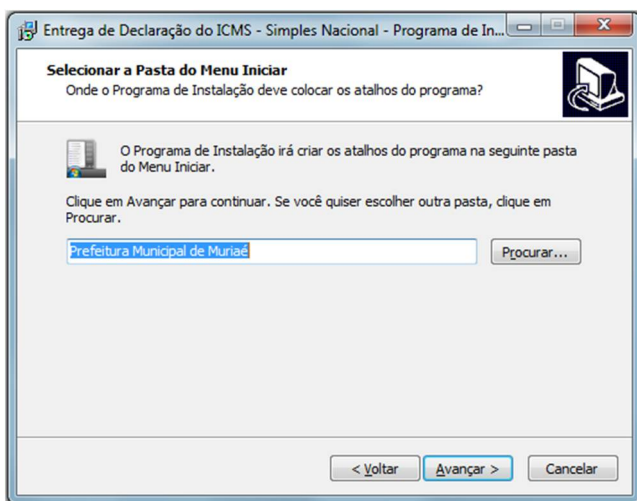 Entrega de Declaração do ICMS - Simples Nacional - Programa de In...
Selecionar a Pasta do Menu Iniciar
Onde o Programa de Instalação deve colocar os atalhos do programa?
O Programa de Instalação irá criar os atalhos do programa na seguinte pasta
do Menu Iniciar.
Clique em Avançar para continuar. Se você quiser escolher outra pasta, clique em
Procurar.
Prefeitura Municipal de Muriaé
Procurar...
< Voltar
Avançar >
Cancelar